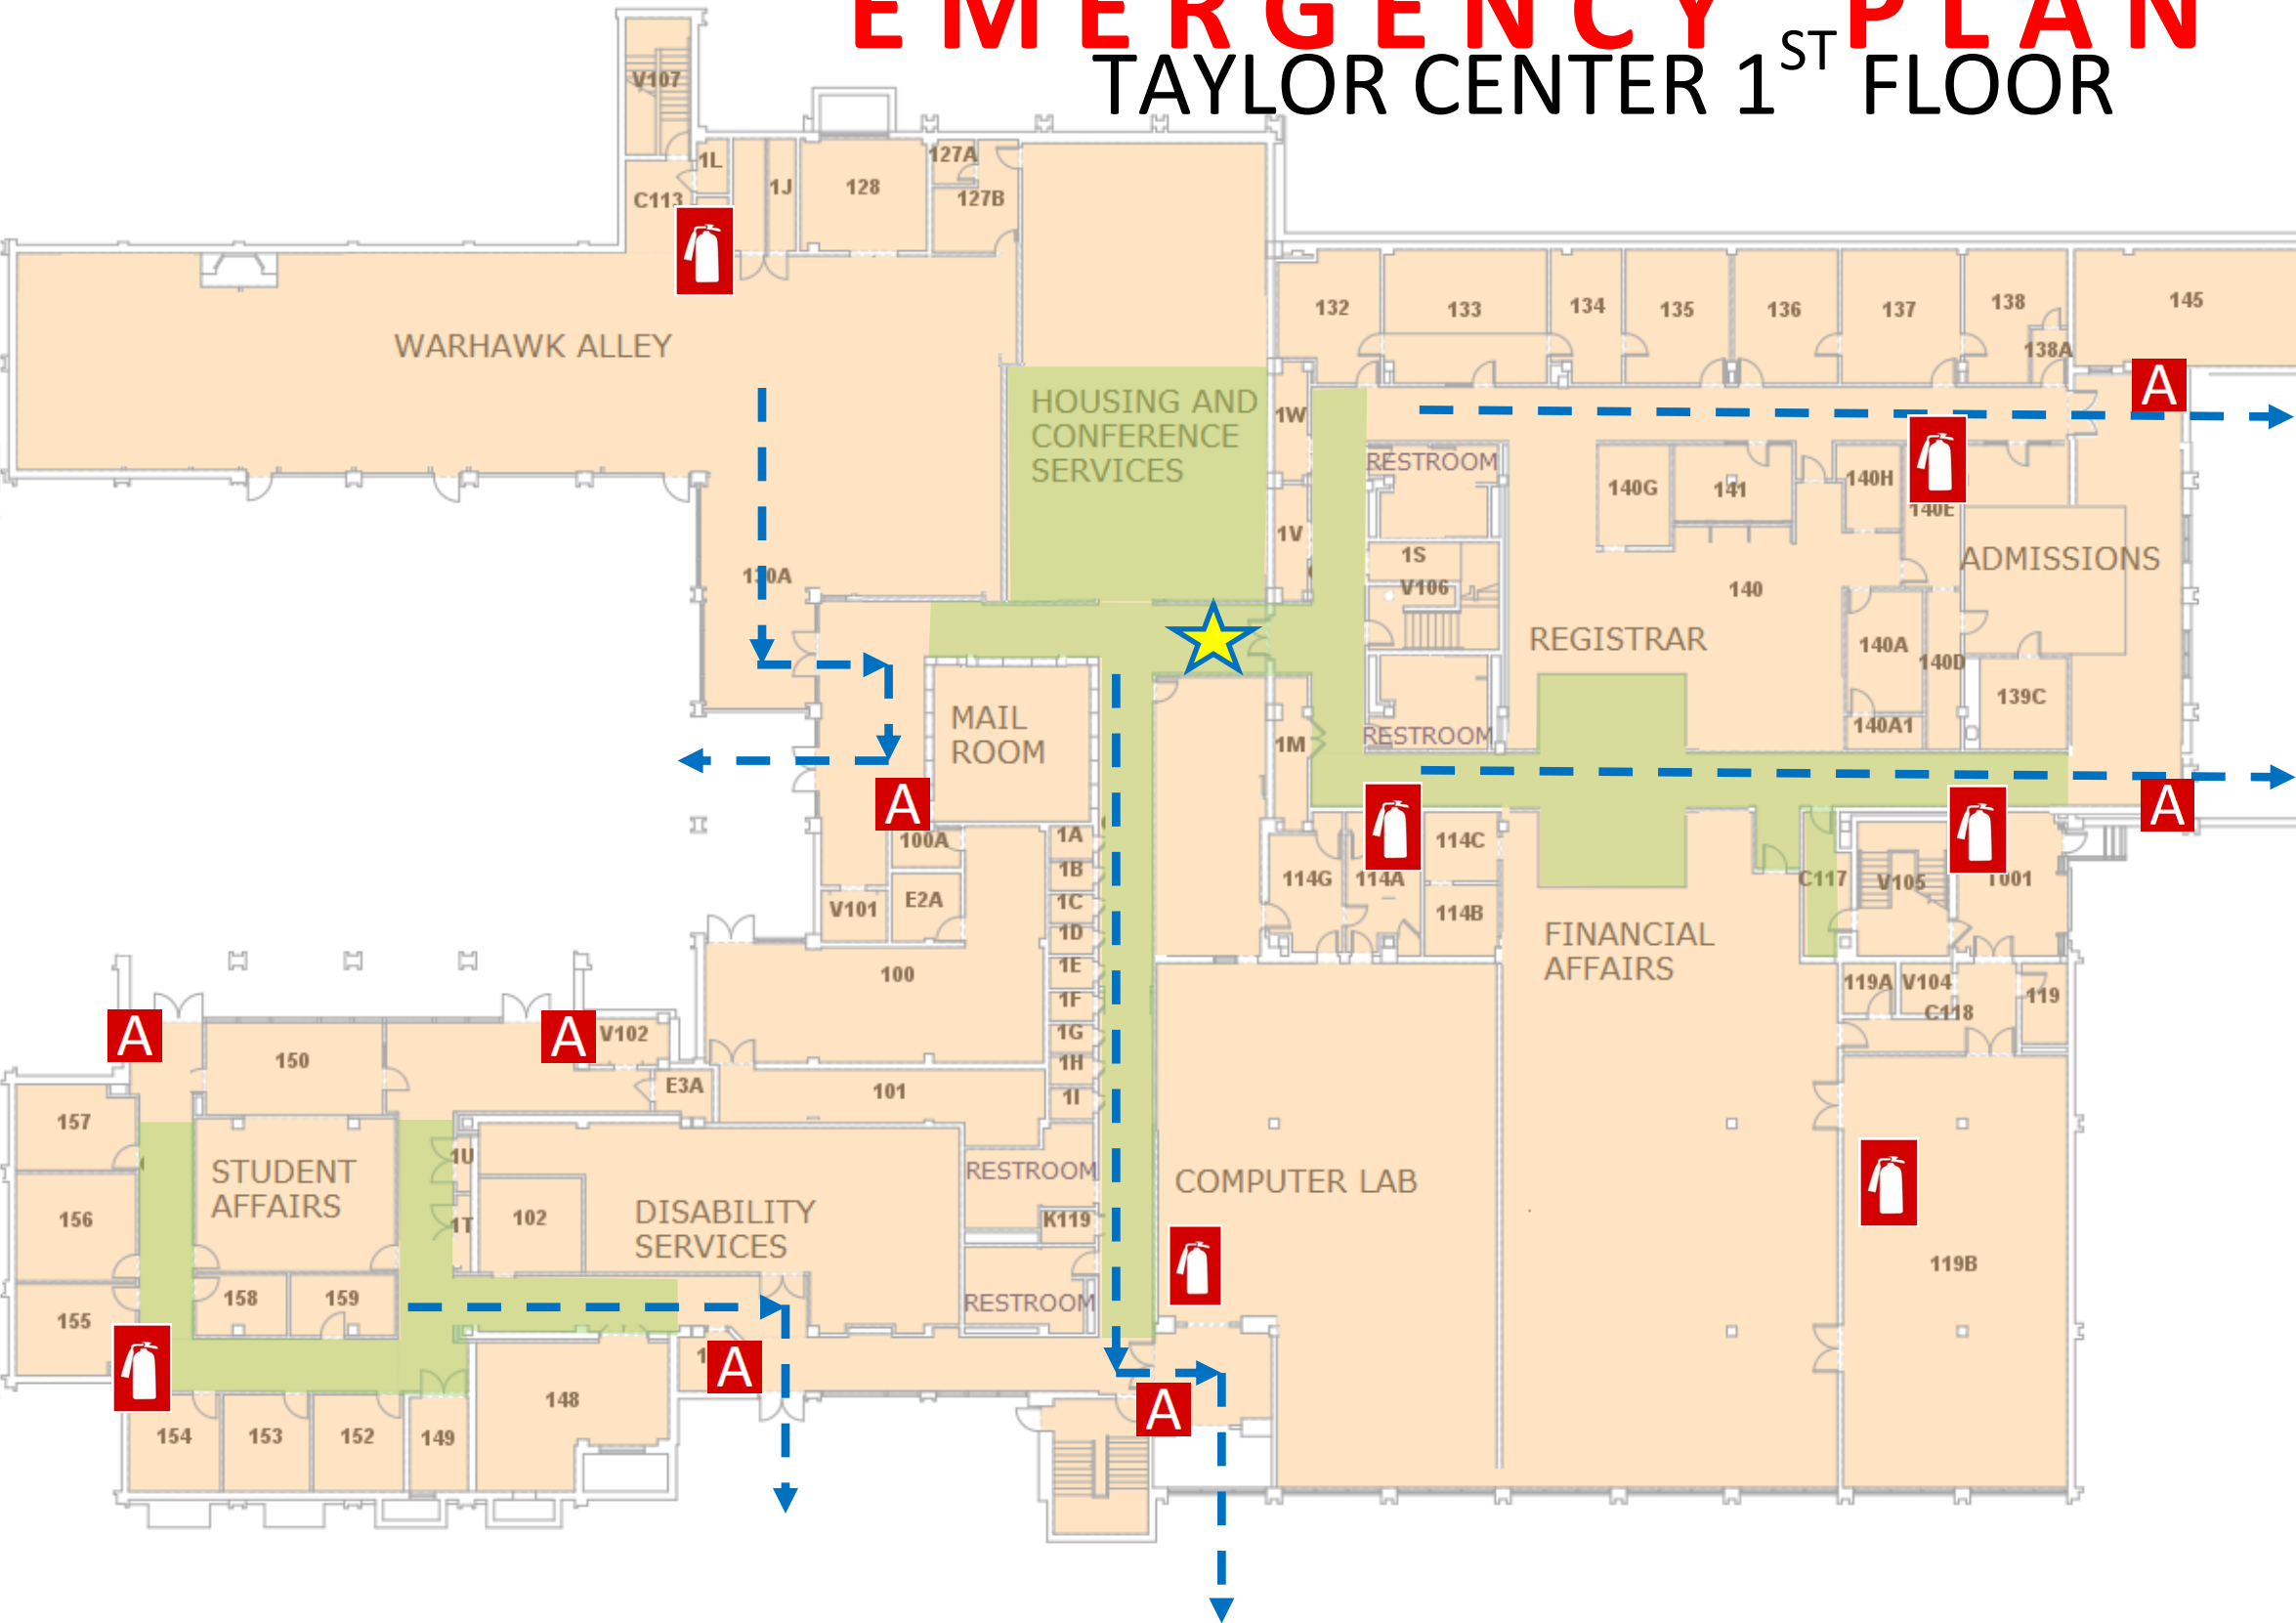 EMERGENCY PLAN
TAYLOR CENTER 1ST FLOOR
V107
1L
1J
128
127A
127B
C113
WARHAWK ALLEY
132
133
134
135
136
137
138
138A
145
A
HOUSING AND
CONFERENCE
SERVICES
1W
1V
RESTROOM
140G
141
140H
140E
1S
V106
140
ADMISSIONS
130A
REGISTRAR
140A
140D
139C
140A1
MAIL
ROOM
1M
RESTROOM
A
A
100A
1A
1B
1C
1D
1E
1F
1G
1H
1I
V101
E2A
114G
114A
114C
114B
C117
V105
FINANCIAL
AFFAIRS
119A
V104
C118
119
100
A
150
A
V102
E3A
101
157
156
155
STUDENT
AFFAIRS
1U
1T
102
DISABILITY
SERVICES
RESTROOM
K119
RESTROOM
COMPUTER LAB
119B
158
159
A
A
154
153
152
149
148